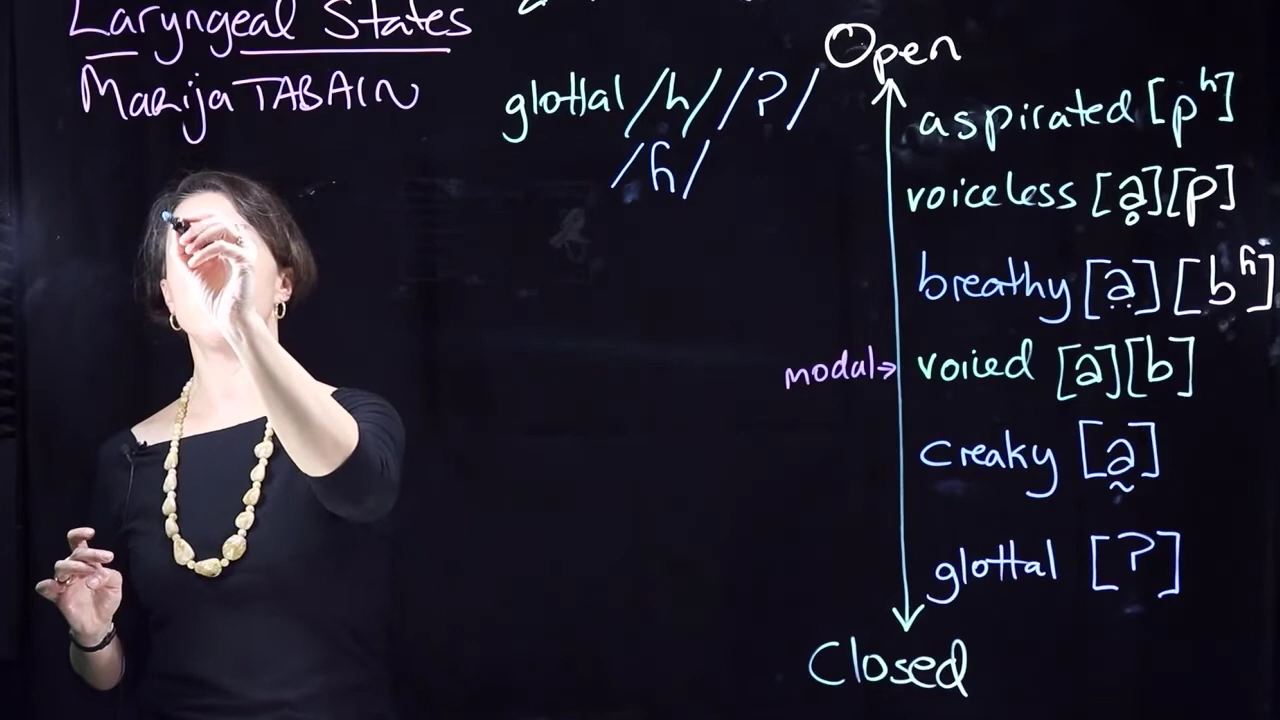 Laryngeal States
Marija TABAIN
glottal /h/ /ʔ/
/ɦ/
Open
aspirated [pʰ]
voiceless [ḁ][p]
breathy [a̤] [bʱ]
modal→ voiced [a][b]
creaky [a̰]
glottal [ʔ]
Closed